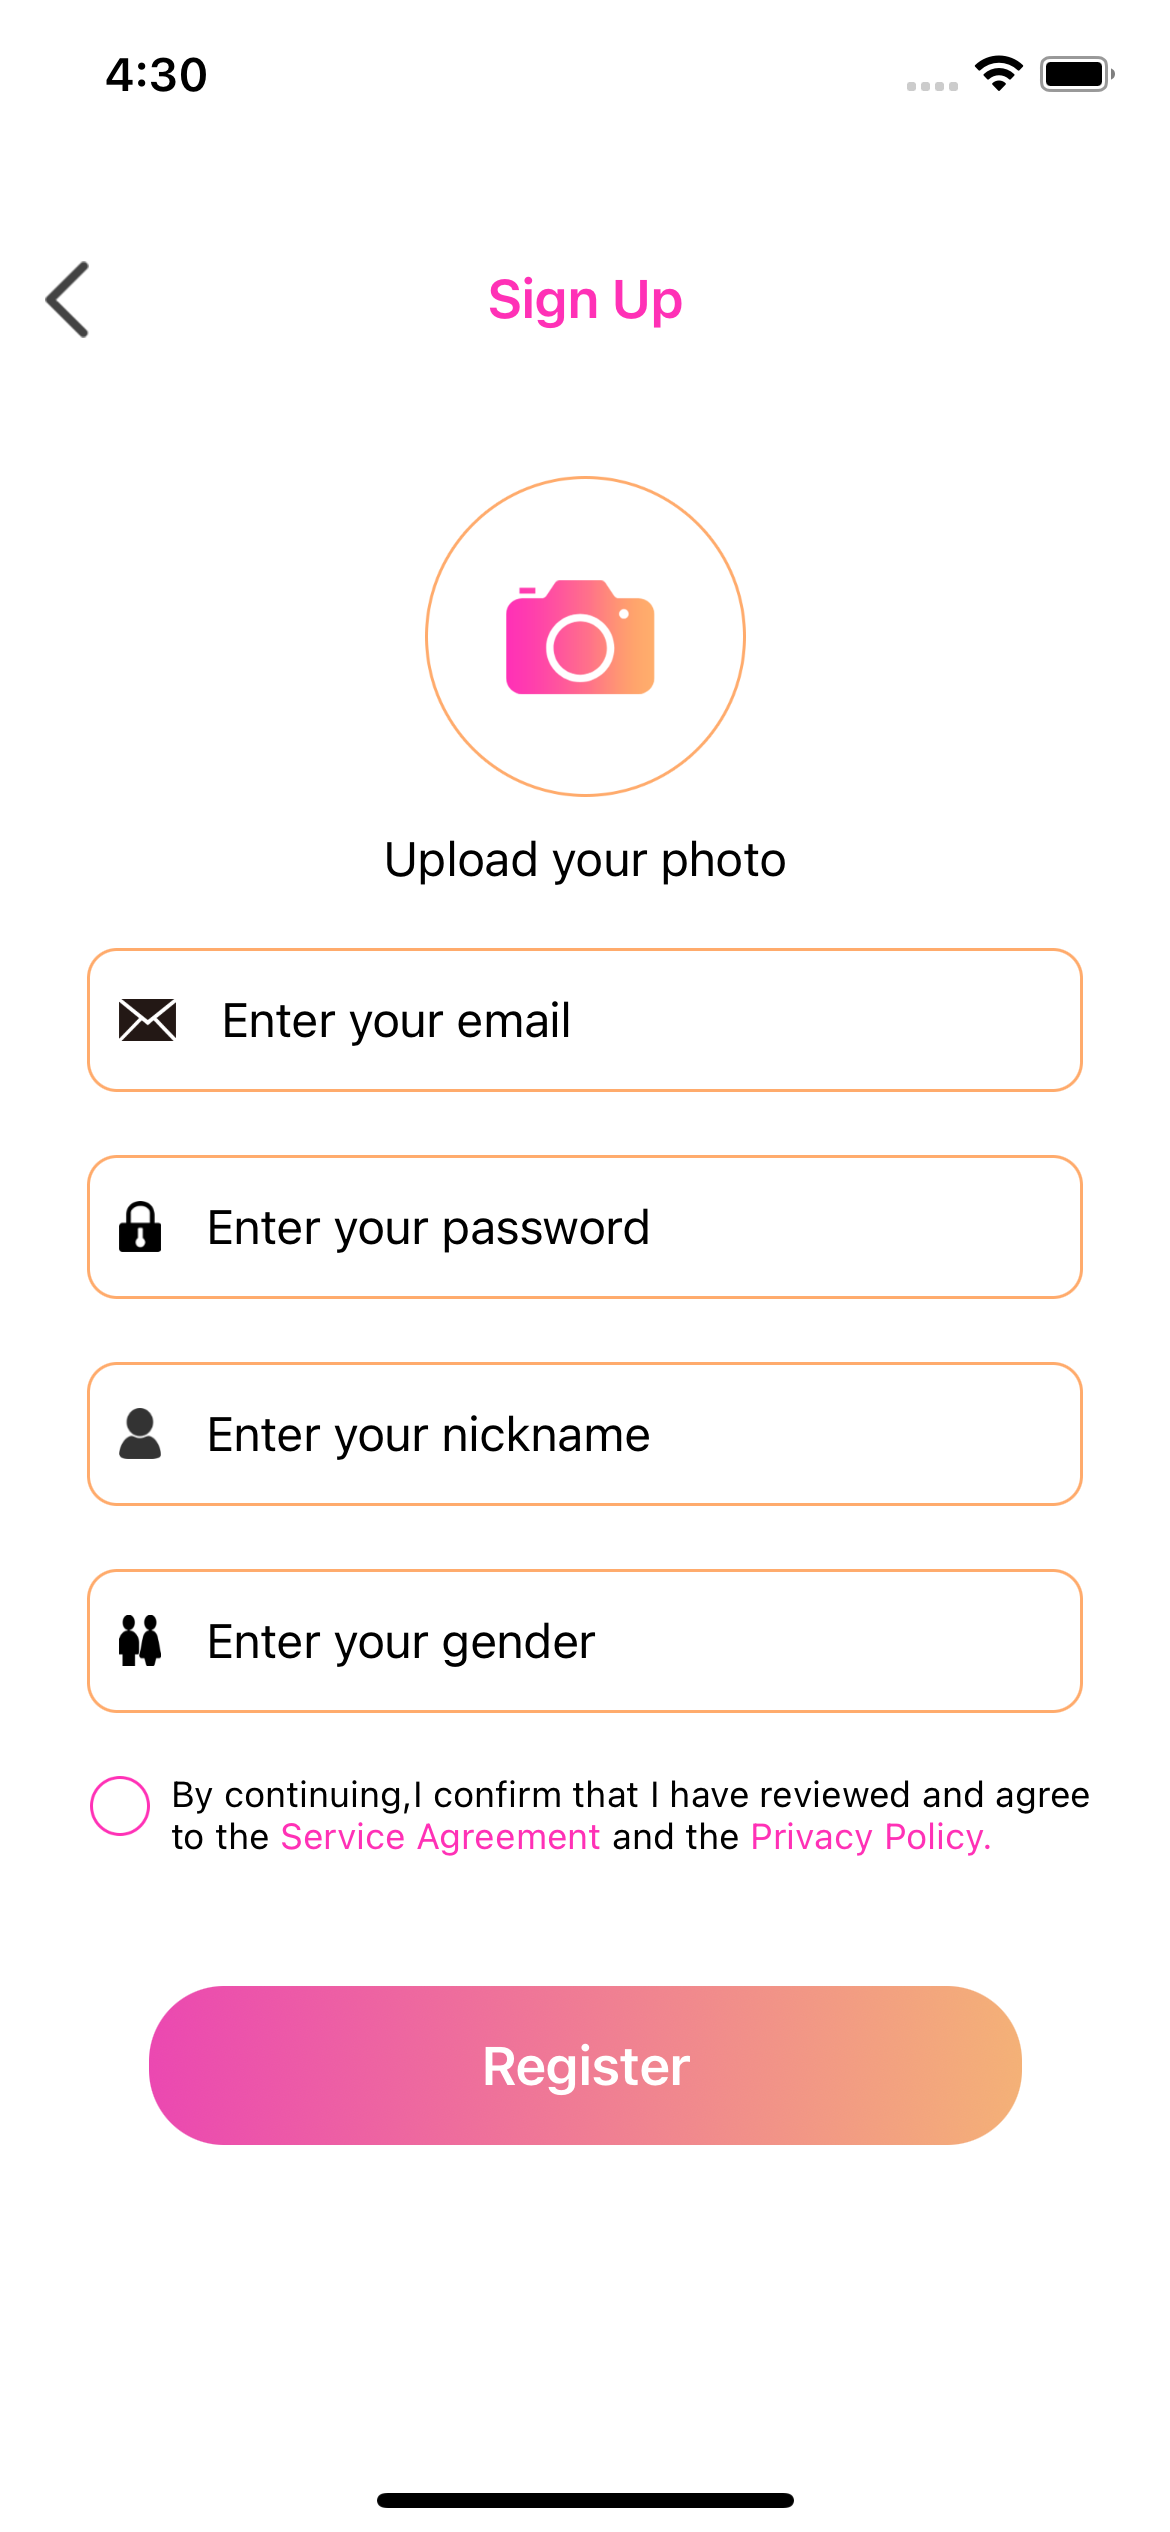 4:30
Sign Up
Upload your photo
Enter your email
Enter your password
Enter your nickname
Enter your gender
By continuing,I confirm that I have reviewed and agree
to the Service Agreement and the Privacy Policy.
Register